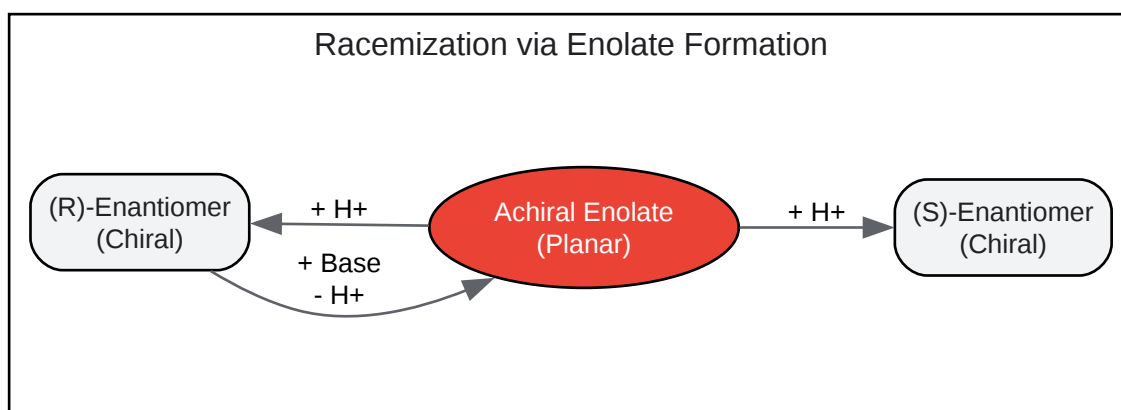 Racemization via Enolate Formation
(R)-Enantiomer
(Chiral)
+ H+
+ Base
- H+
Achiral Enolate
(Planar)
+ H+
(S)-Enantiomer
(Chiral)